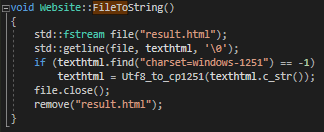 void Website::FileToString()
{
std::fstream file("result.html");
std::getline(file, texthtml, '\0');
if (texthtml.find("charset=windows-1251") == -1)
texthtml = Utf8_to_cp1251(texthtml.c_str());
file.close();
remove("result.html");
}